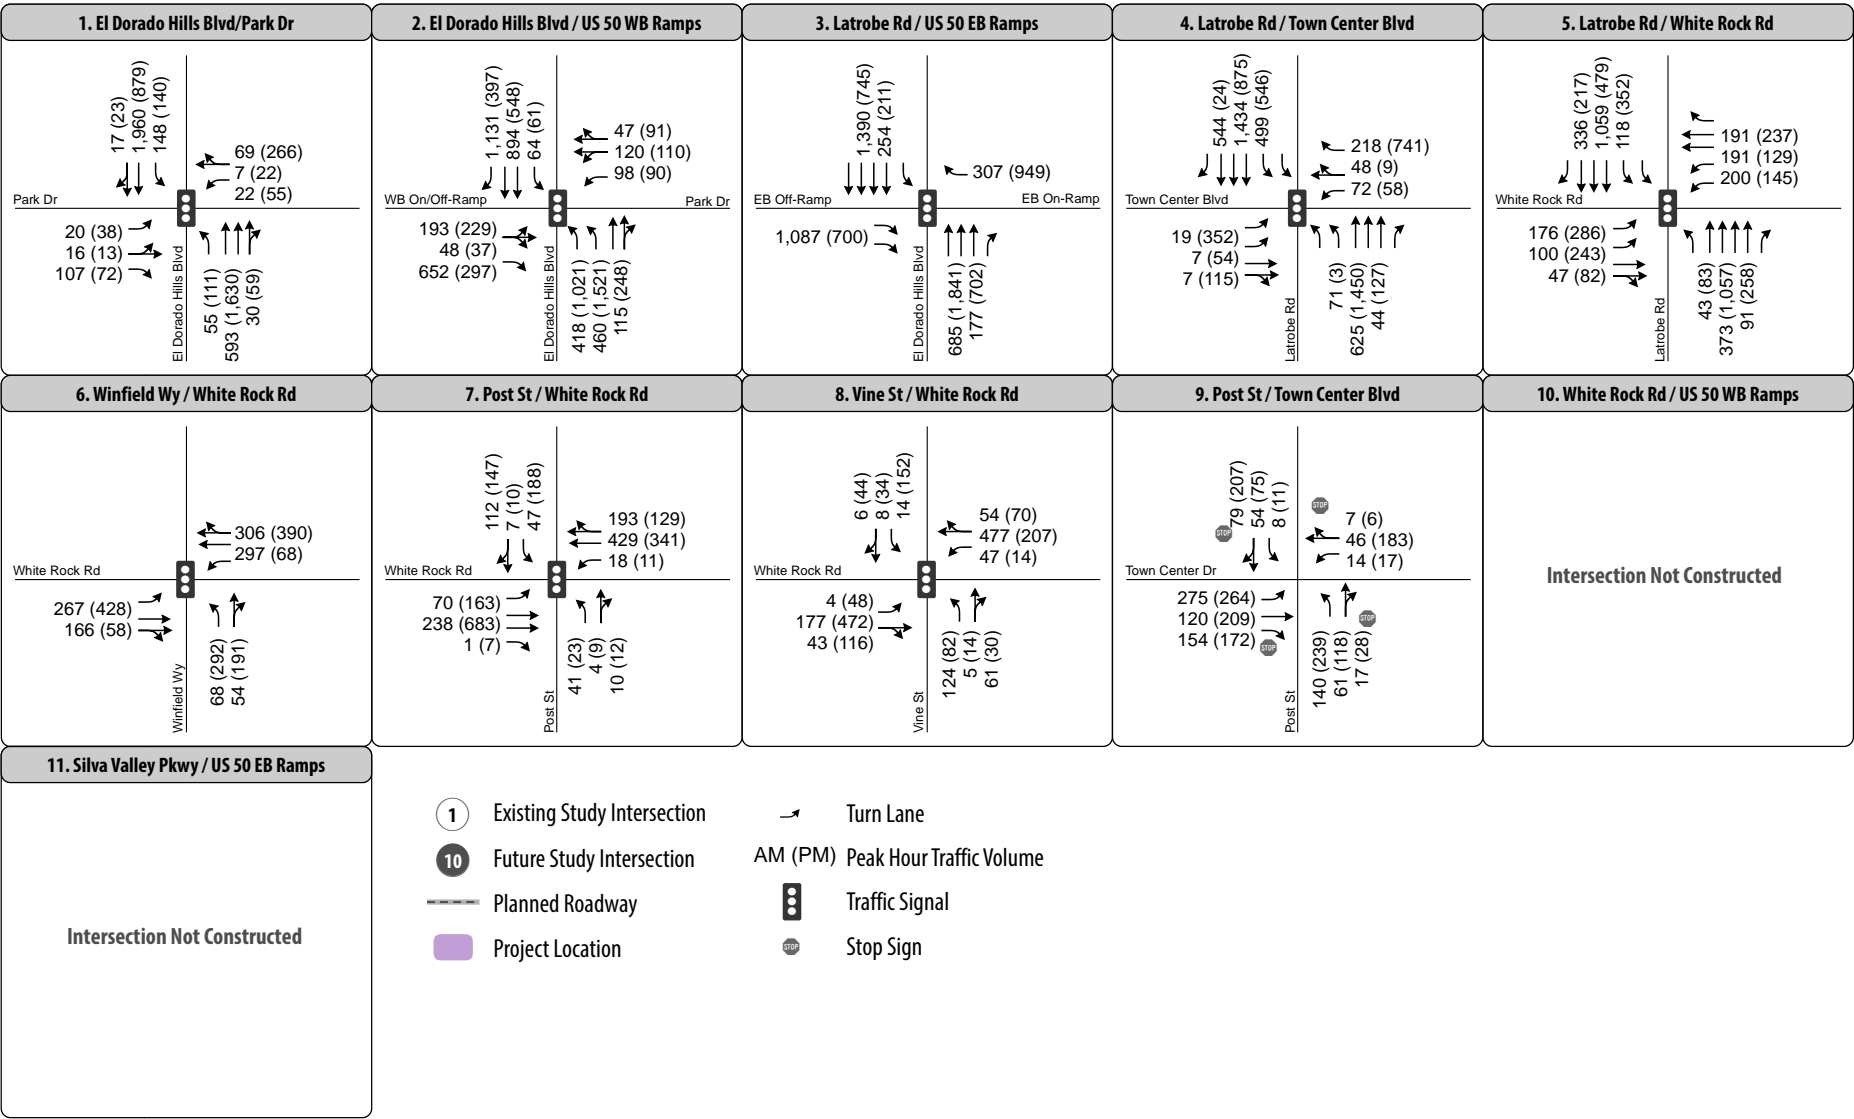 1. El Dorado Hills Blvd/Park Dr
17 (23)
1,960 (879)
148 (140)
69 (266)
7 (22)
22 (55)
Park Dr
20 (38)
16 (13)
107 (72)
El Dorado Hills Blvd
55 (111)
593 (1,630)
30 (59)
2. El Dorado Hills Blvd / US 50 WB Ramps
1,131 (397)
894 (548)
64 (61)
47 (91)
120 (110)
98 (90)
WB On/Off-Ramp
Park Dr
193 (229)
48 (37)
652 (297)
El Dorado Hills Blvd
418 (1,021)
460 (1,521)
115 (248)
3. Latrobe Rd / US 50 EB Ramps
1,390 (745)
254 (211)
307 (949)
EB Off-Ramp
EB On-Ramp
1,087 (700)
El Dorado Hills Blvd
685 (1,841)
177 (702)
4. Latrobe Rd / Town Center Blvd
544 (24)
1,434 (875)
499 (546)
218 (741)
48 (9)
72 (58)
Town Center Blvd
19 (352)
7 (54)
7 (115)
Latrobe Rd
71 (3)
625 (1,450)
44 (127)
5. Latrobe Rd / White Rock Rd
336 (217)
1,059 (479)
118 (352)
191 (237)
191 (129)
200 (145)
White Rock Rd
176 (286)
100 (243)
47 (82)
Latrobe Rd
43 (83)
373 (1,057)
91 (258)
6. Winfield Wy / White Rock Rd
306 (390)
297 (68)
White Rock Rd
267 (428)
166 (58)
Winfield Wy
68 (292)
54 (191)
7. Post St / White Rock Rd
112 (147)
7 (10)
47 (188)
193 (129)
429 (341)
18 (11)
White Rock Rd
70 (163)
238 (683)
1 (7)
Post St
41 (23)
4 (9)
10 (12)
8. Vine St / White Rock Rd
6 (44)
8 (34)
14 (152)
54 (70)
477 (207)
47 (14)
White Rock Rd
4 (48)
177 (472)
43 (116)
Vine St
124 (82)
5 (14)
61 (30)
9. Post St / Town Center Blvd
79 (207)
54 (75)
8 (11)
STOP
STOP
7 (6)
46 (183)
14 (17)
Town Center Dr
275 (264)
120 (209)
154 (172)
STOP
STOP
Post St
140 (239)
61 (118)
17 (28)
10. White Rock Rd / US 50 WB Ramps
Intersection Not Constructed
11. Silva Valley Pkwy / US 50 EB Ramps
Intersection Not Constructed
1 Existing Study Intersection
10 Future Study Intersection
Planned Roadway
Project Location
Turn Lane
AM (PM) Peak Hour Traffic Volume
Traffic Signal
STOP Stop Sign